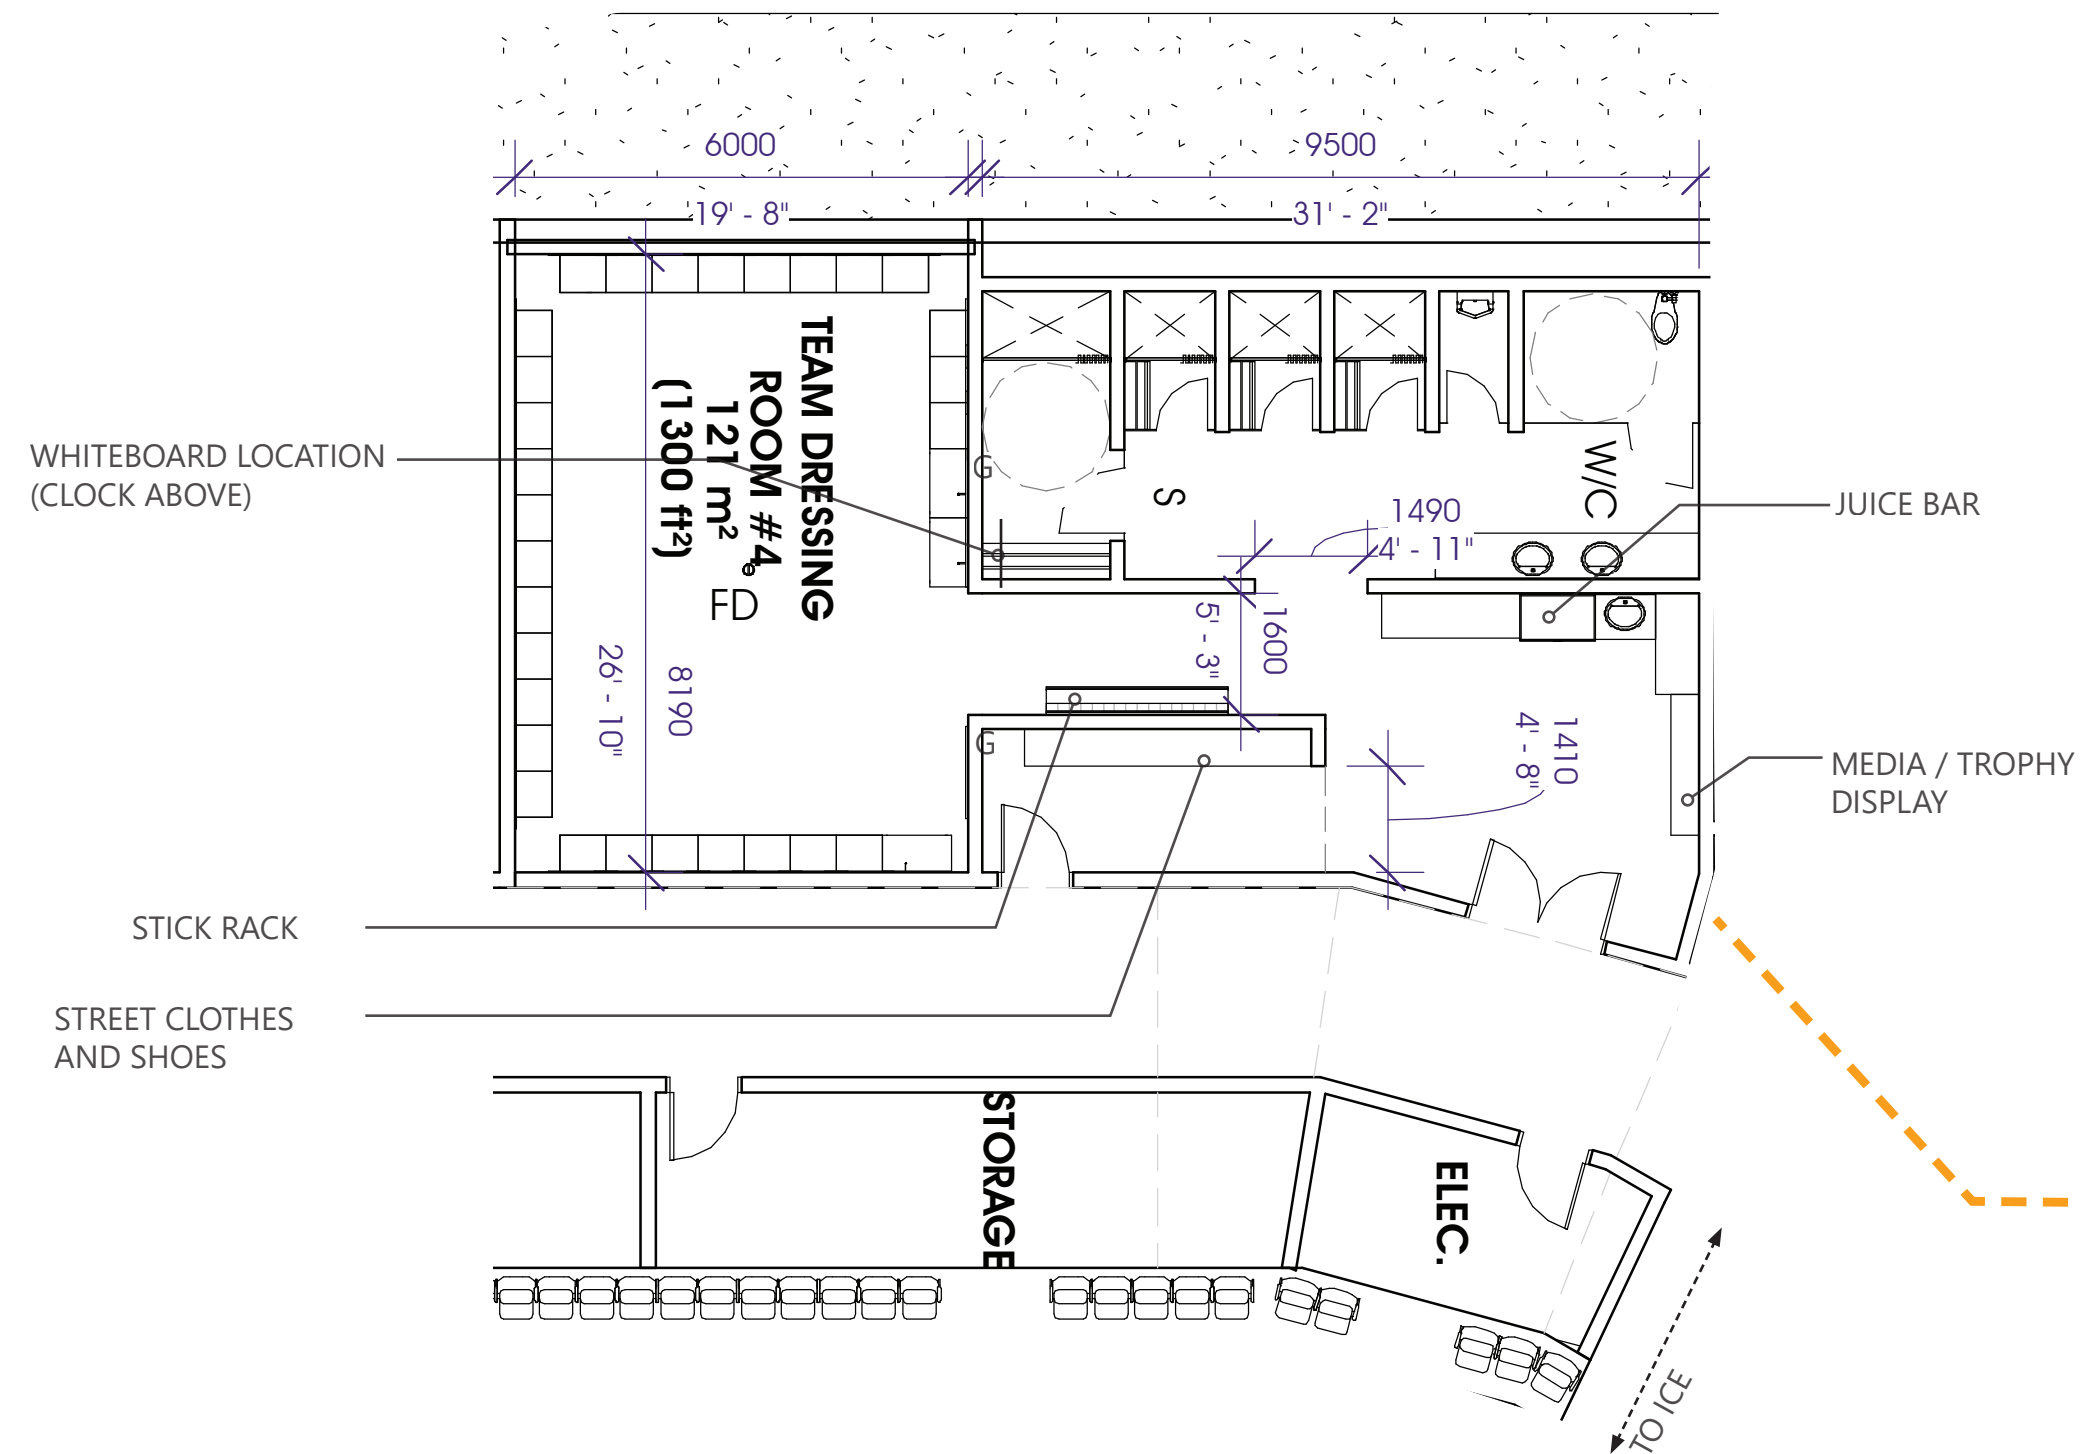 6000
9500
19' - 8"
31' - 2"
TEAM DRESSING
ROOM #4
121 m²
(1300 ft²)
FD
WHITEBOARD LOCATION
(CLOCK ABOVE)
G
S
W/C
1490
4' - 11"
JUICE BAR
1600
5' - 3"
8190
26' - 10"
G
1410
4' - 8"
MEDIA / TROPHY
DISPLAY
STICK RACK
STREET CLOTHES
AND SHOES
STORAGE
ELEC.
TO ICE